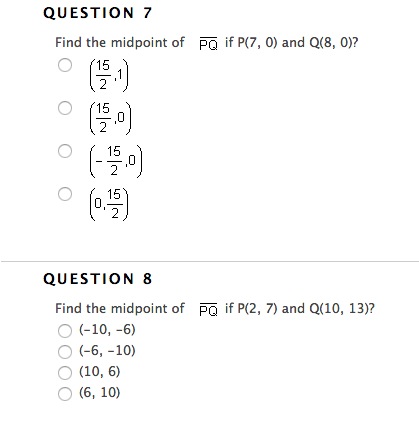 QUESTION 7
Find the midpoint of PQ if P(7, 0) and Q(8, 0)?
(15/2,1)
(15/2,0)
(-15/2,0)
(0,15/2)
QUESTION 8
Find the midpoint of PQ if P(2, 7) and Q(10, 13)?
(-10, -6)
(-6, -10)
(10, 6)
(6, 10)